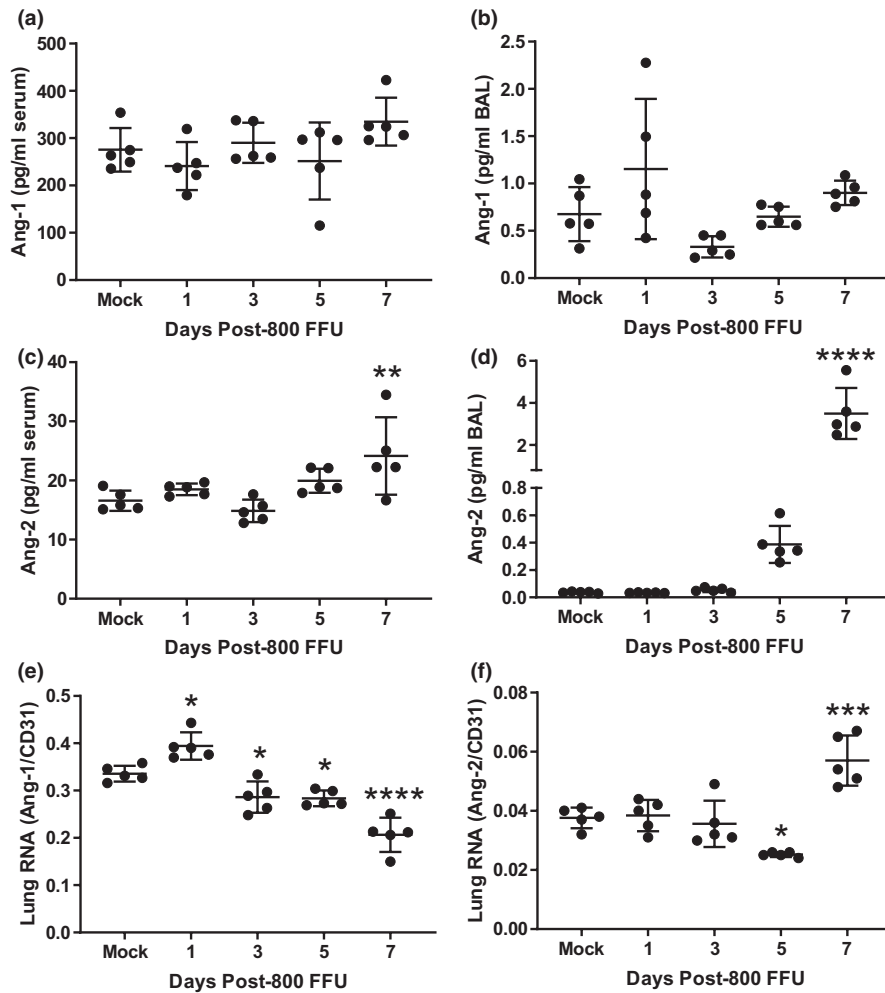 (a)
Ang-1 (pg/ml serum)
500
400
300
200
100
0
Mock 1 3 5 7
Days Post-800 FFU
(b)
Ang-1 (pg/ml BAL)
2.5
2.0
1.5
1.0
0.5
0.0
Mock 1 3 5 7
Days Post-800 FFU
(c)
Ang-2 (pg/ml serum)
40
30
20
10
0
**
Mock 1 3 5 7
Days Post-800 FFU
(d)
Ang-2 (pg/ml BAL)
6
4
2
0.8
0.6
0.4
0.2
0.0
****
Mock 1 3 5 7
Days Post-800 FFU
(e)
Lung RNA (Ang-1/CD31)
0.5
0.4
0.3
0.2
0.1
0.0
* * * ****
Mock 1 3 5 7
Days Post-800 FFU
(f)
Lung RNA (Ang-2/CD31)
0.08
0.06
0.04
0.02
0.00
* ***
Mock 1 3 5 7
Days Post-800 FFU